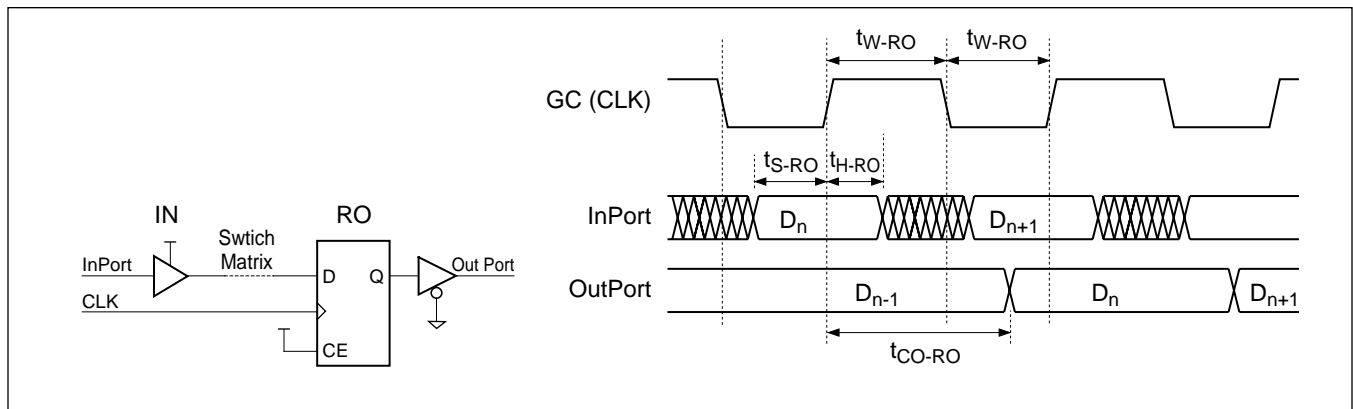 IN
RO
InPort
Swtich
Matrix
D
Q
Out Port
CLK
CE
tW-RO
tW-RO
GC (CLK)
tS-RO
tH-RO
InPort
Dn
Dn+1
OutPort
Dn-1
Dn
Dn+1
tCO-RO